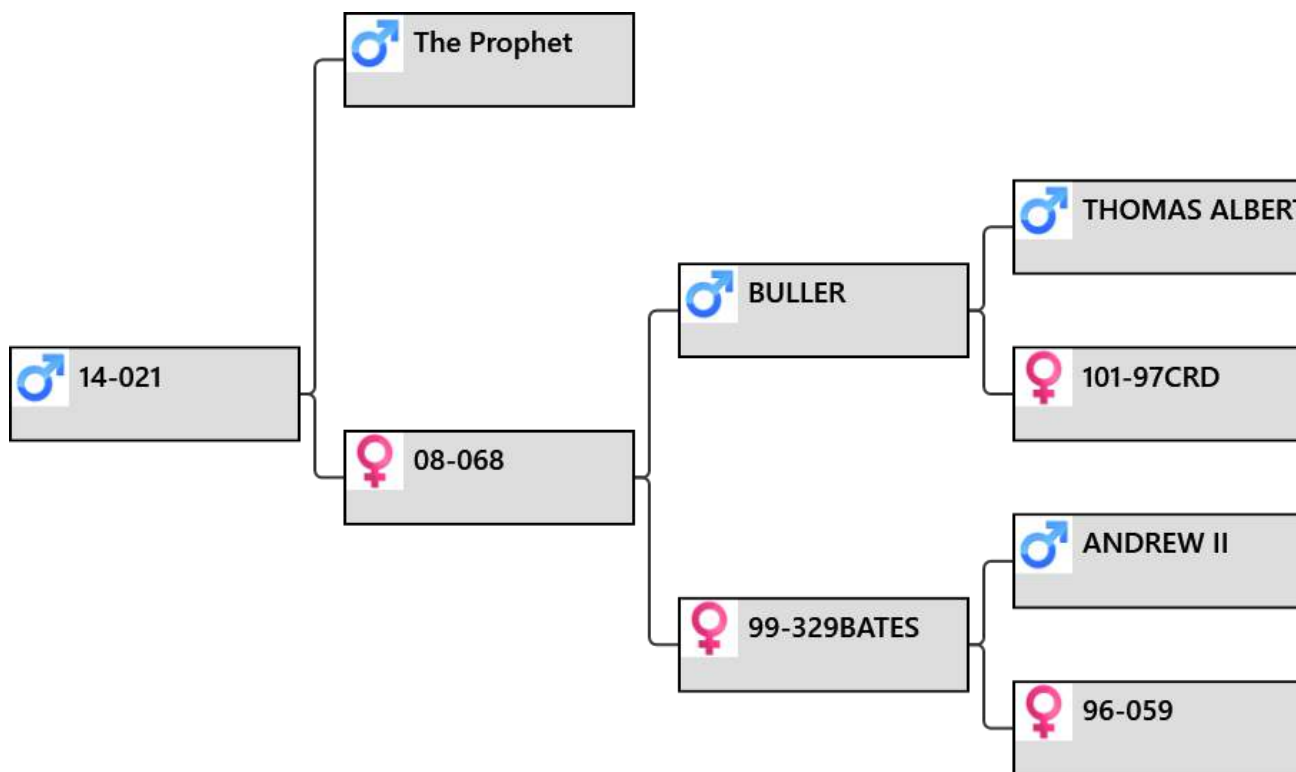 The Prophet
THOMAS ALBERT
BULLER
101-97CRD
14-021
08-068
ANDREW II
99-329BATES
96-059